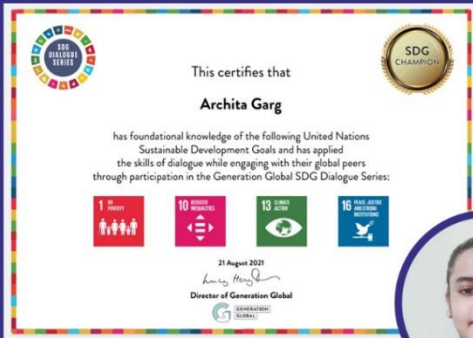 SDG
DIALOGUE
SERIES
SDG
CHAMPION
This certifies that
Archita Garg
has foundational knowledge of the following United Nations
Sustainable Development Goals and has applied
the skills of dialogue while engaging with their global peers
through participation in the Generation Global SDG Dialogue Series:
1 NO
POVERTY
10 REDUCED
INEQUALITIES
13 CLIMATE
ACTION
16 PEACE, JUSTICE
AND STRONG
INSTITUTIONS
21 August 2021
Director of Generation Global
G GENERATION
GLOBAL